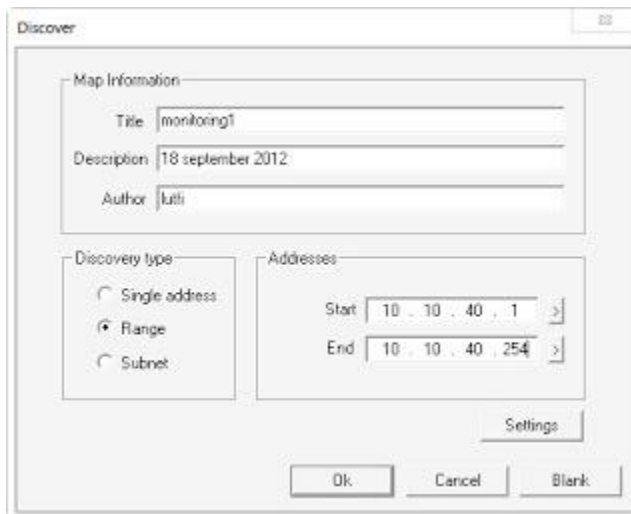 Discover
Map Information
Title monitoring1
Description 18 september 2012
Author lutfi
Discovery type
Single address
Range
Subnet
Addresses
Start 10 . 10 . 40 . 1 >
End 10 . 10 . 40 . 254 >
Settings
Ok Cancel Blank